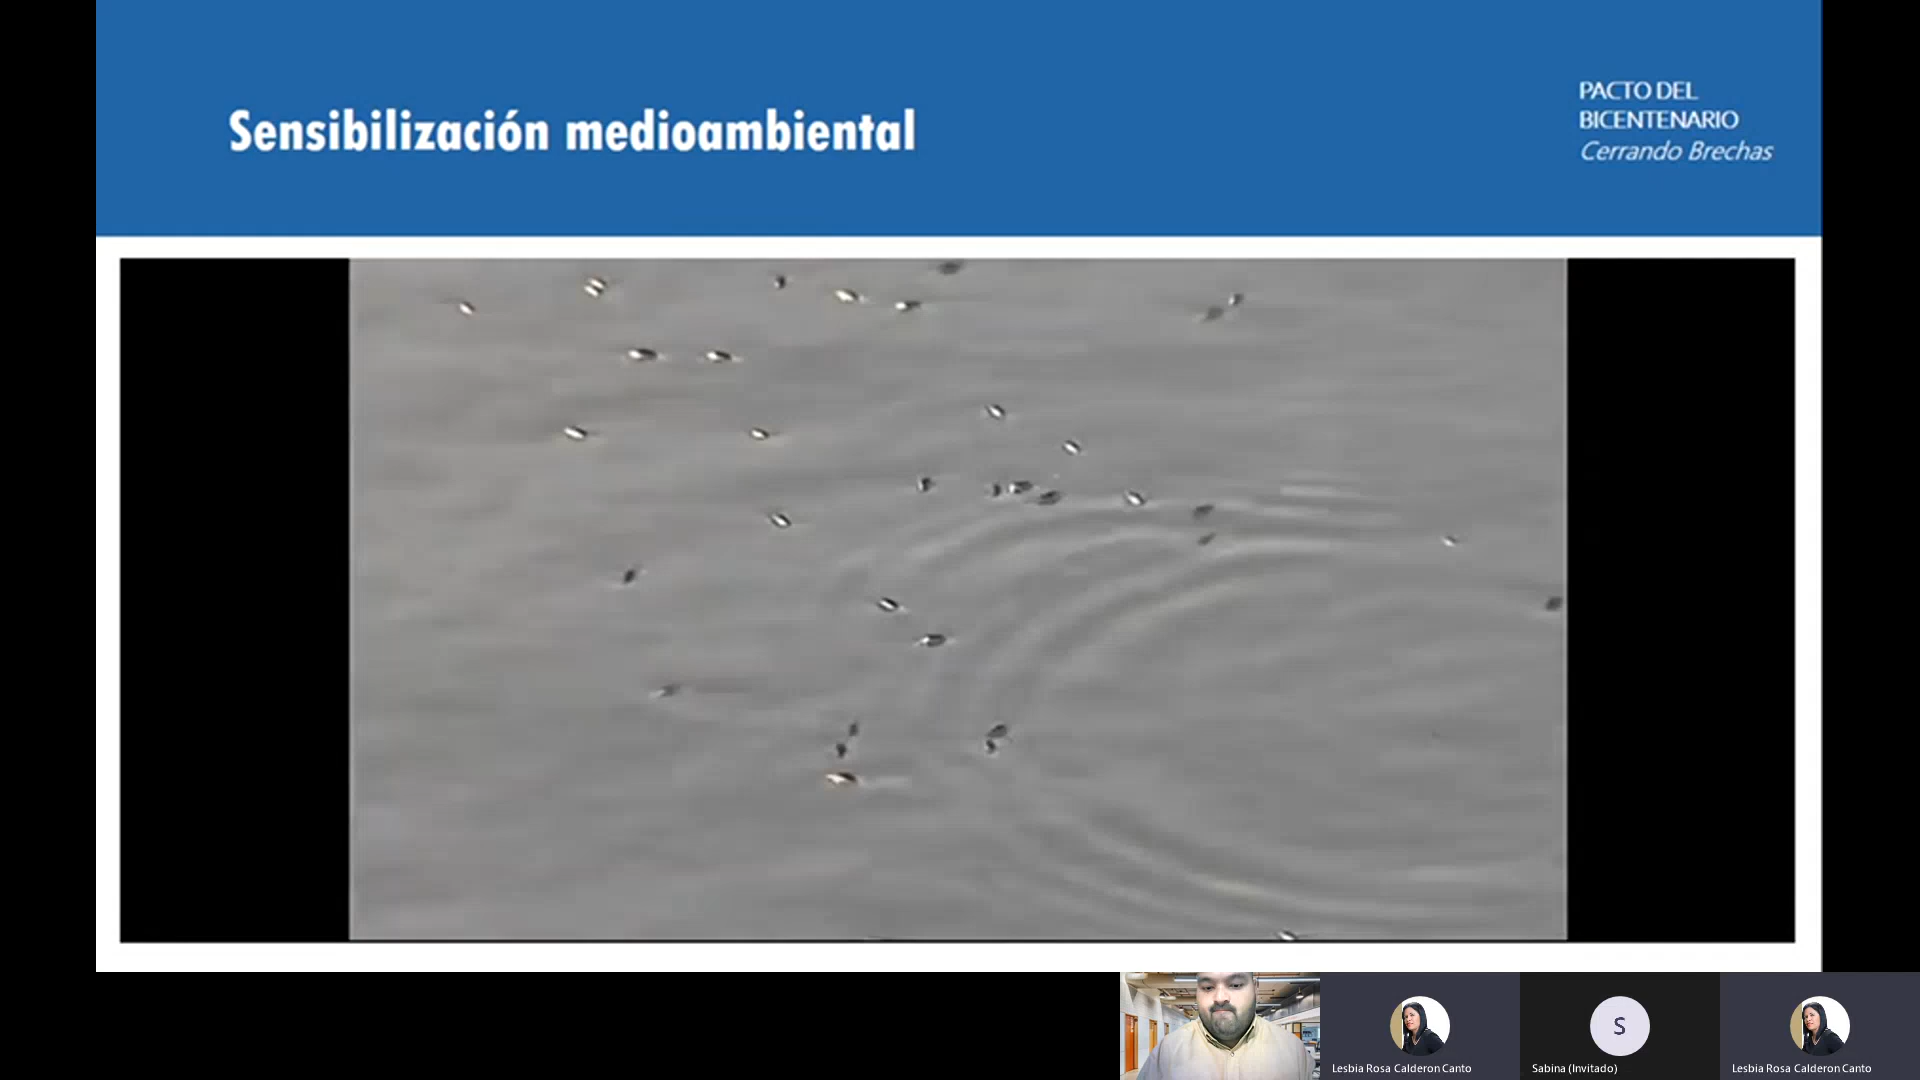 Sensibilización medioambiental
PACTO DEL
BICENTENARIO
Cerrando Brechas
S
Lesbia Rosa Calderon Canto
Sabina (Invitado)
Lesbia Rosa Calderon Canto